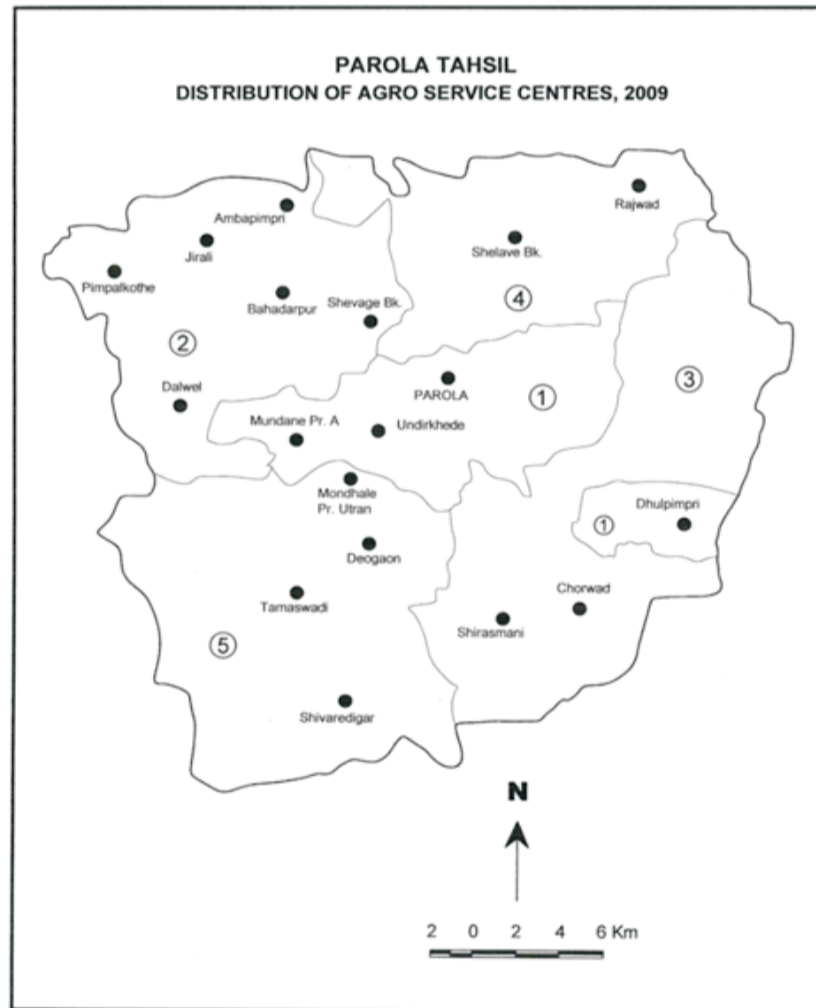 PAROLA TAHSIL
DISTRIBUTION OF AGRO SERVICE CENTRES, 2009
Rajwad
Ambapimpri
Shelave Bk.
Jirali
Pimpalkothe
Bahadarpur
Shevage Bk.
4
2
3
Dalwel
PAROLA
1
Mundane Pr. A
Undirkhede
Mondhale
Pr. Utran
Dhulpimpri
1
Deogaon
Chorwad
Tamaswadi
Shirasmani
5
Shivaredigar
N
2 0 2 4 6 Km